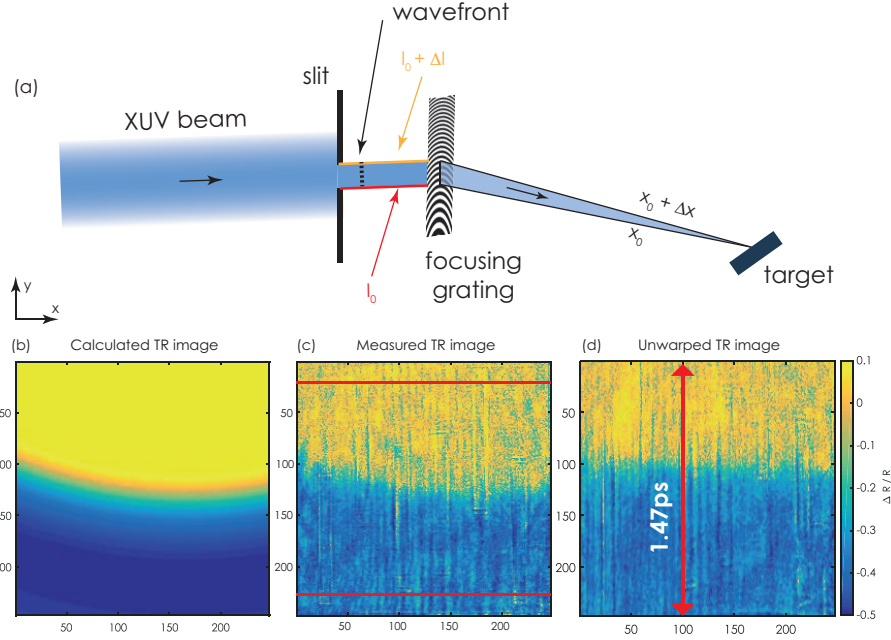 wavefront
slit
l₀ + Δl
(a)
XUV beam
x₀ + Δx
x₀
focusing
grating
target
l₀
y
x
(b) Calculated TR image
(c) Measured TR image
(d) Unwarped TR image
50
100
150
200
50 100 150 200
50
100
150
200
50 100 150 200
50
100
150
200
1.47ps
50 100 150 200
0.1
0
-0.1
-0.2
-0.3
-0.4
-0.5
Δ R / R